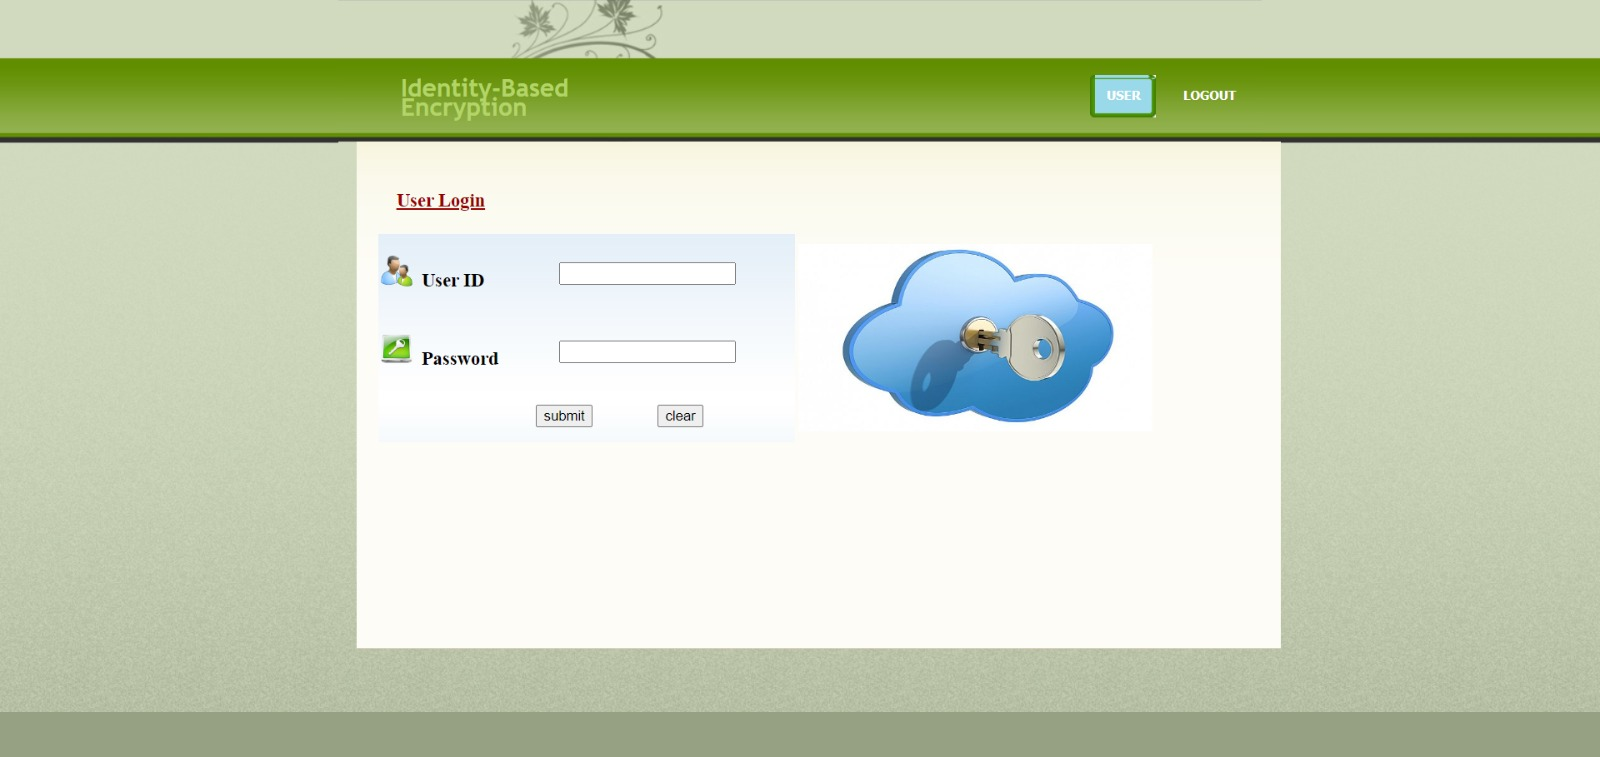 Identity-Based
Encryption
USER
LOGOUT
User Login
User ID
Password
submit
clear